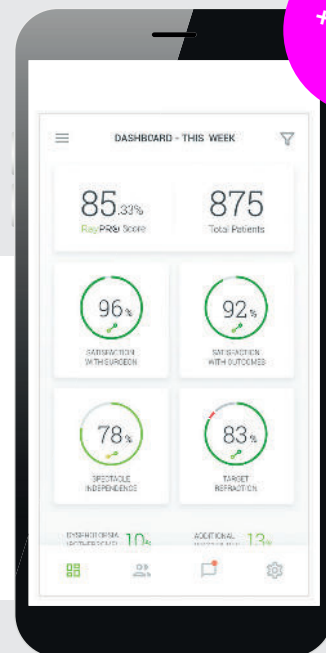 DASHBOARD - THIS WEEK
85.33%
RayPRO Score
875
Total Patients
96%
SATISFACTION
WITH SURGEON
92%
SATISFACTION
WITH OUTCOMES
78%
SPECTACLE
INDEPENDENCE
83%
TARGET
REFRACTION
DYSPHOTOPSIA
10%
ADDITIONAL
13%